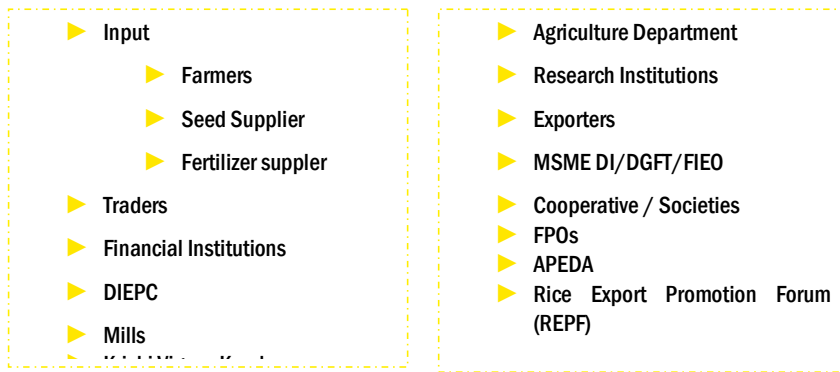 Input
Farmers
Seed Supplier
Fertilizer suppler
Traders
Financial Institutions
DIEPC
Mills
Agriculture Department
Research Institutions
Exporters
MSME DI/DGFT/FIEO
Cooperative / Societies
FPOs
APEDA
Rice Export Promotion Forum
(REPF)